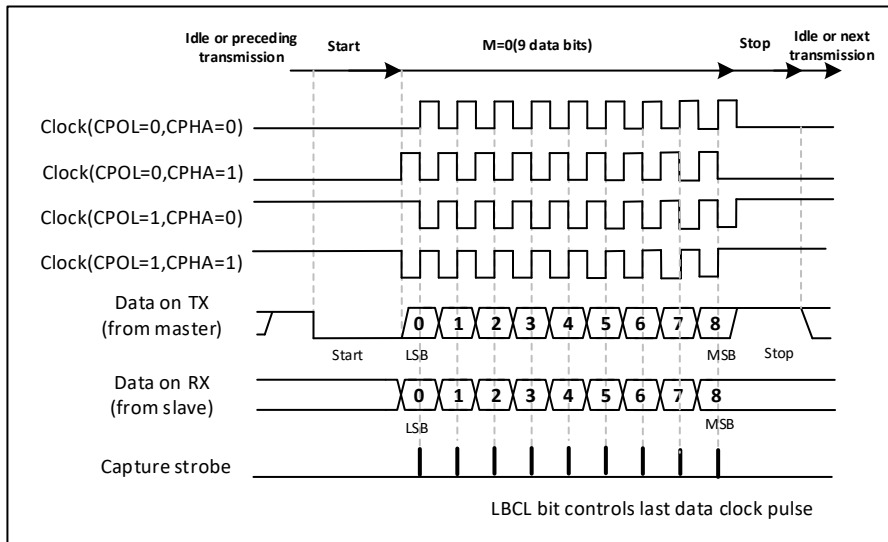 Idle or preceding
transmission
Start
M=0(9 data bits)
Stop
Idle or next
transmission
Clock(CPOL=0,CPHA=0)
Clock(CPOL=0,CPHA=1)
Clock(CPOL=1,CPHA=0)
Clock(CPOL=1,CPHA=1)
Data on TX
(from master)
0 1 2 3 4 5 6 7 8
Start
LSB
MSB
Stop
Data on RX
(from slave)
0 1 2 3 4 5 6 7 8
LSB
MSB
Capture strobe
LBCL bit controls last data clock pulse